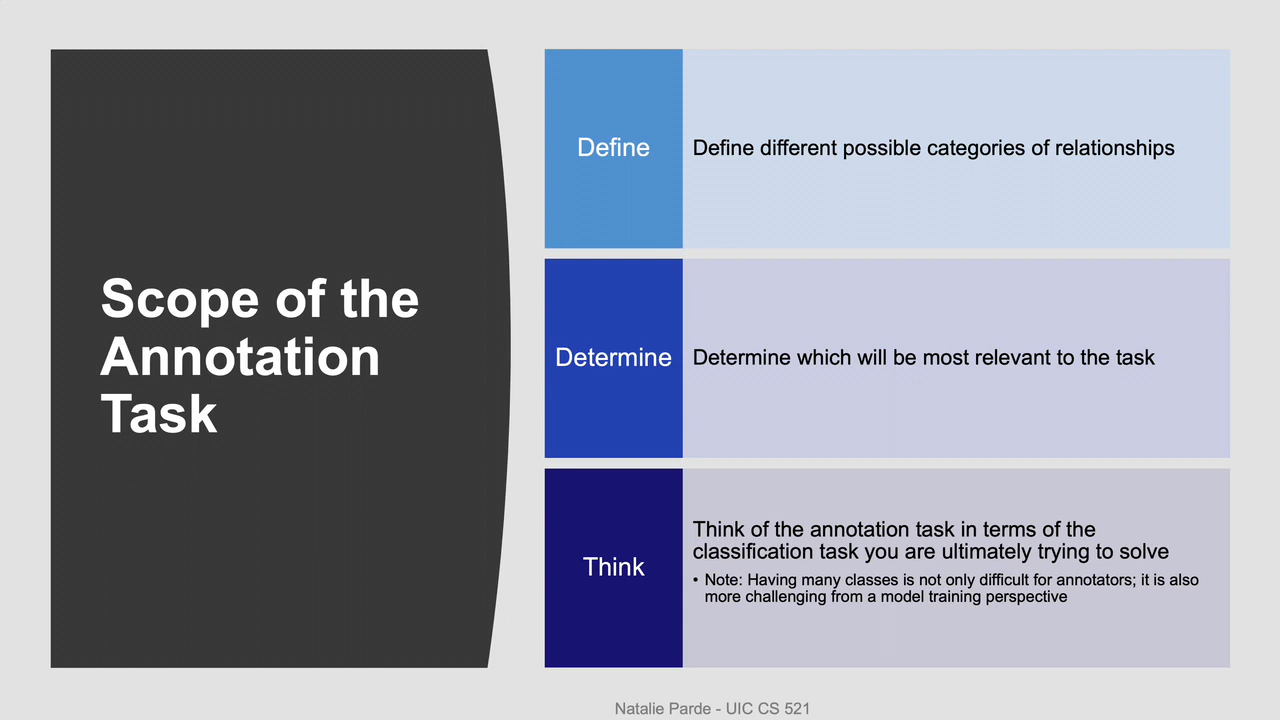 Scope of the
Annotation
Task
Define
Define different possible categories of relationships
Determine
Determine which will be most relevant to the task
Think
Think of the annotation task in terms of the
classification task you are ultimately trying to solve
• Note: Having many classes is not only difficult for annotators; it is also
more challenging from a model training perspective
Natalie Parde - UIC CS 521